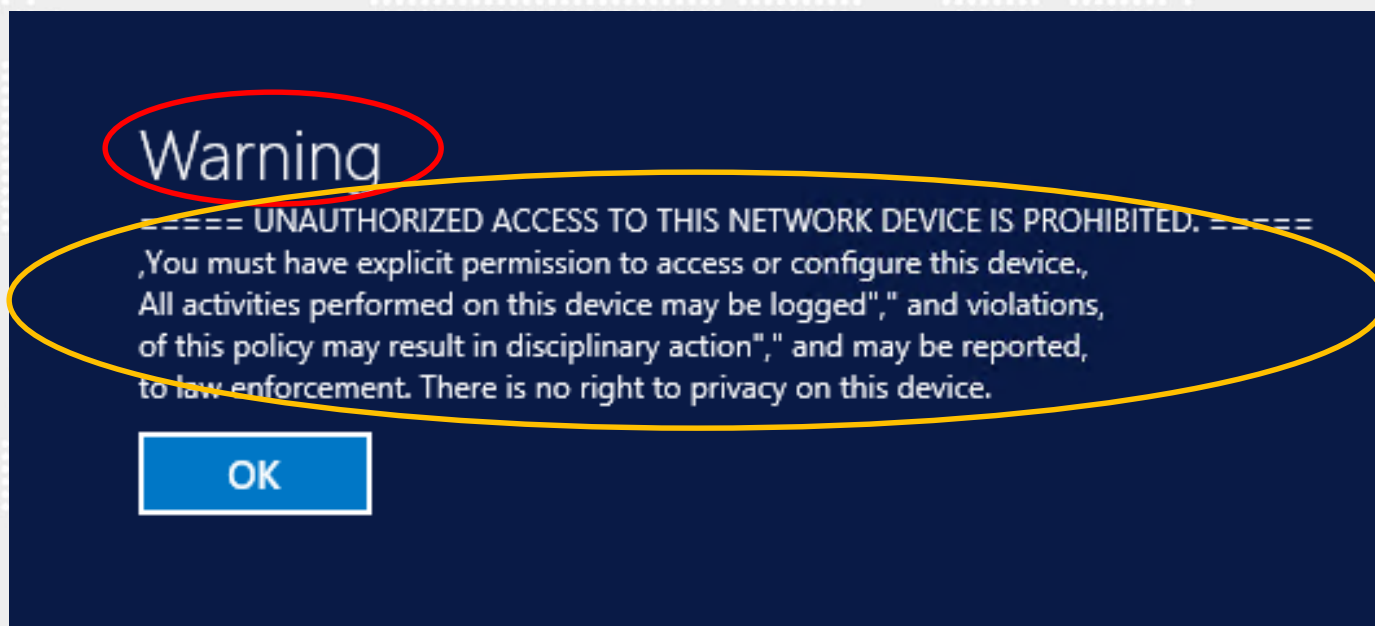 Warning
===== UNAUTHORIZED ACCESS TO THIS NETWORK DEVICE IS PROHIBITED. =====
,You must have explicit permission to access or configure this device.,
All activities performed on this device may be logged"," and violations,
of this policy may result in disciplinary action"," and may be reported,
to law enforcement. There is no right to privacy on this device.
OK